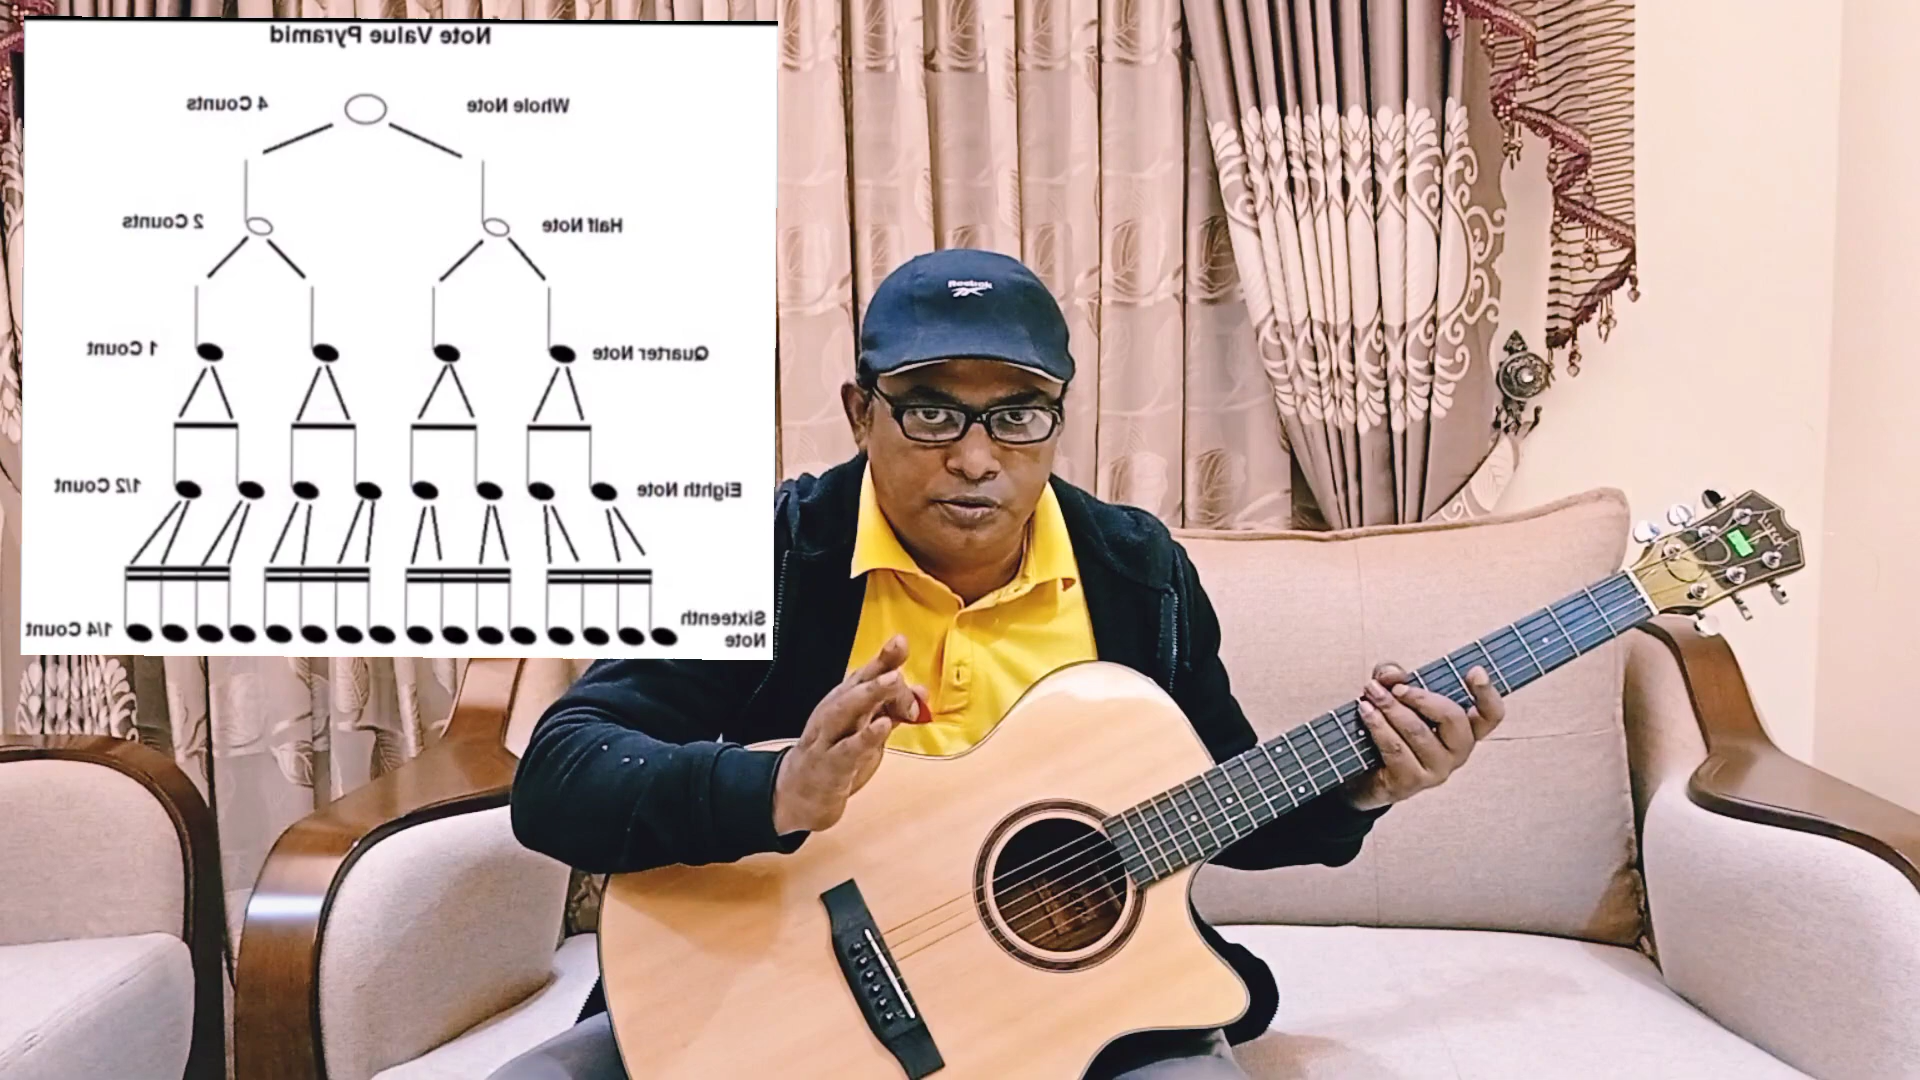 Note Value Pyramid
Whole Note 4 Counts
Half Note 2 Counts
Quarter Note 1 Count
Eighth Note 1/2 Count
Sixteenth Note 1/4 Count
Reebok